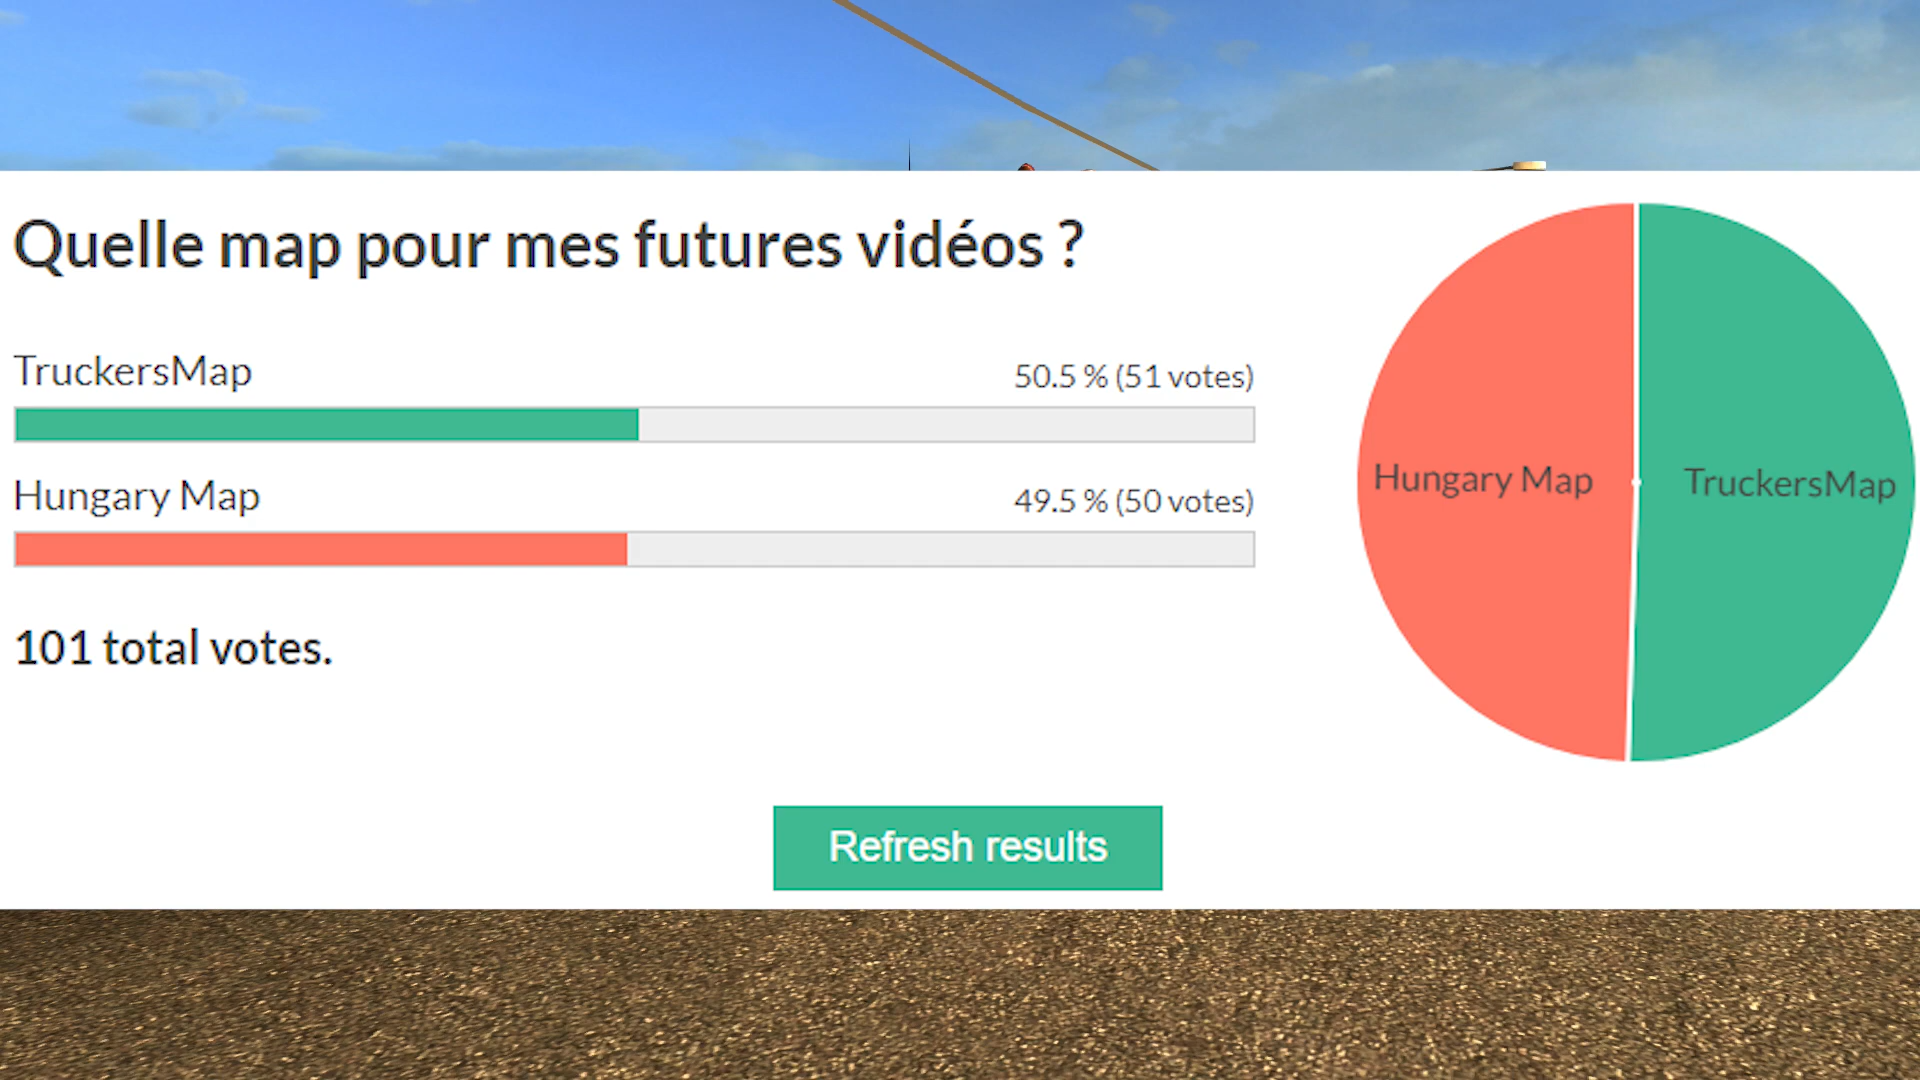 Quelle map pour mes futures vidéos ?
TruckersMap
50.5 % (51 votes)
Hungary Map
49.5 % (50 votes)
101 total votes.
Hungary Map
TruckersMap
Refresh results